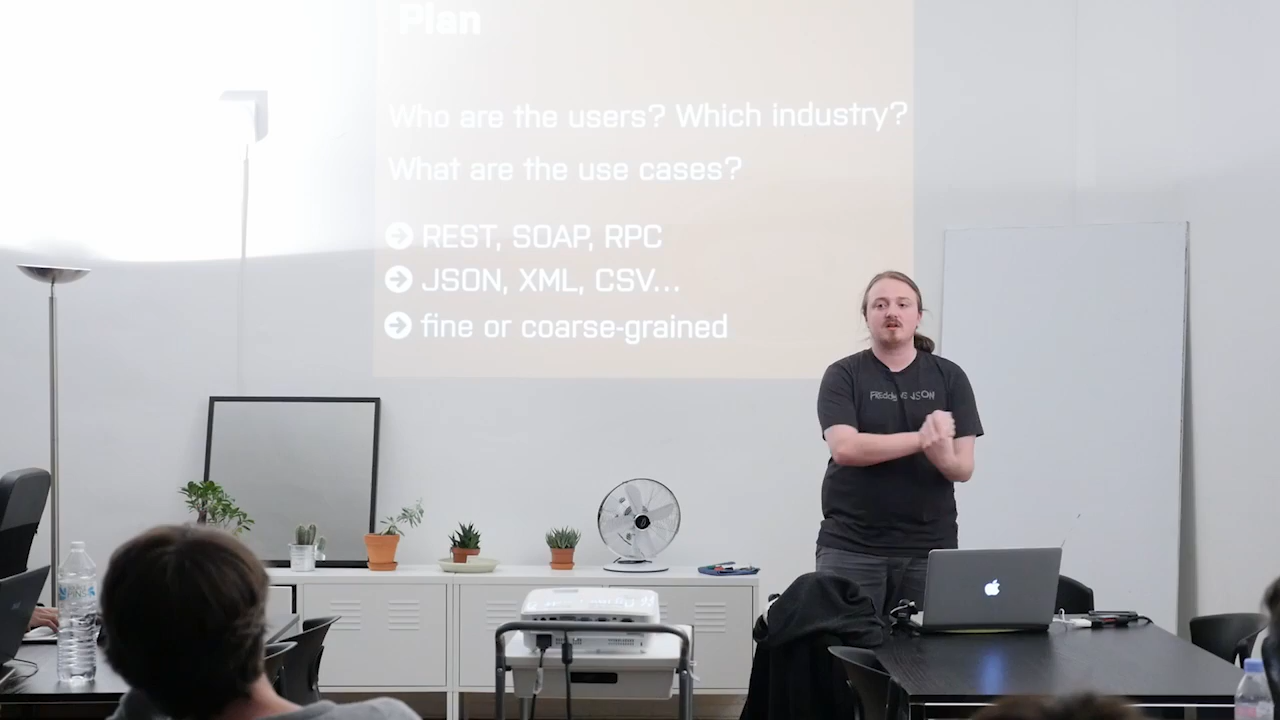 Plan
Who are the users? Which industry?
What are the use cases?
REST, SOAP, RPC
JSON, XML, CSV...
fine or coarse-grained
JSON